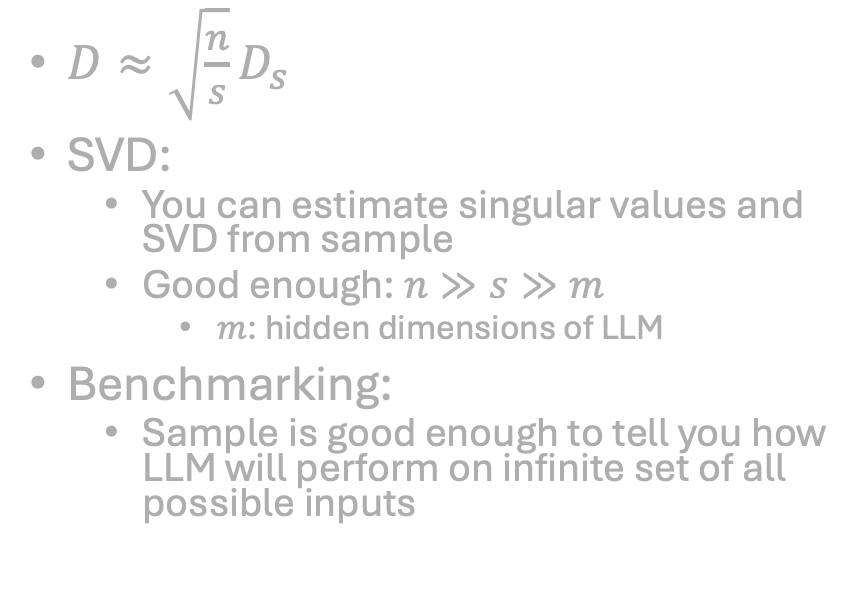 • D ≈ √(n/s) D_s
• SVD:
• You can estimate singular values and
SVD from sample
• Good enough: n ≫ s ≫ m
• m: hidden dimensions of LLM
• Benchmarking:
• Sample is good enough to tell you how
LLM will perform on infinite set of all
possible inputs